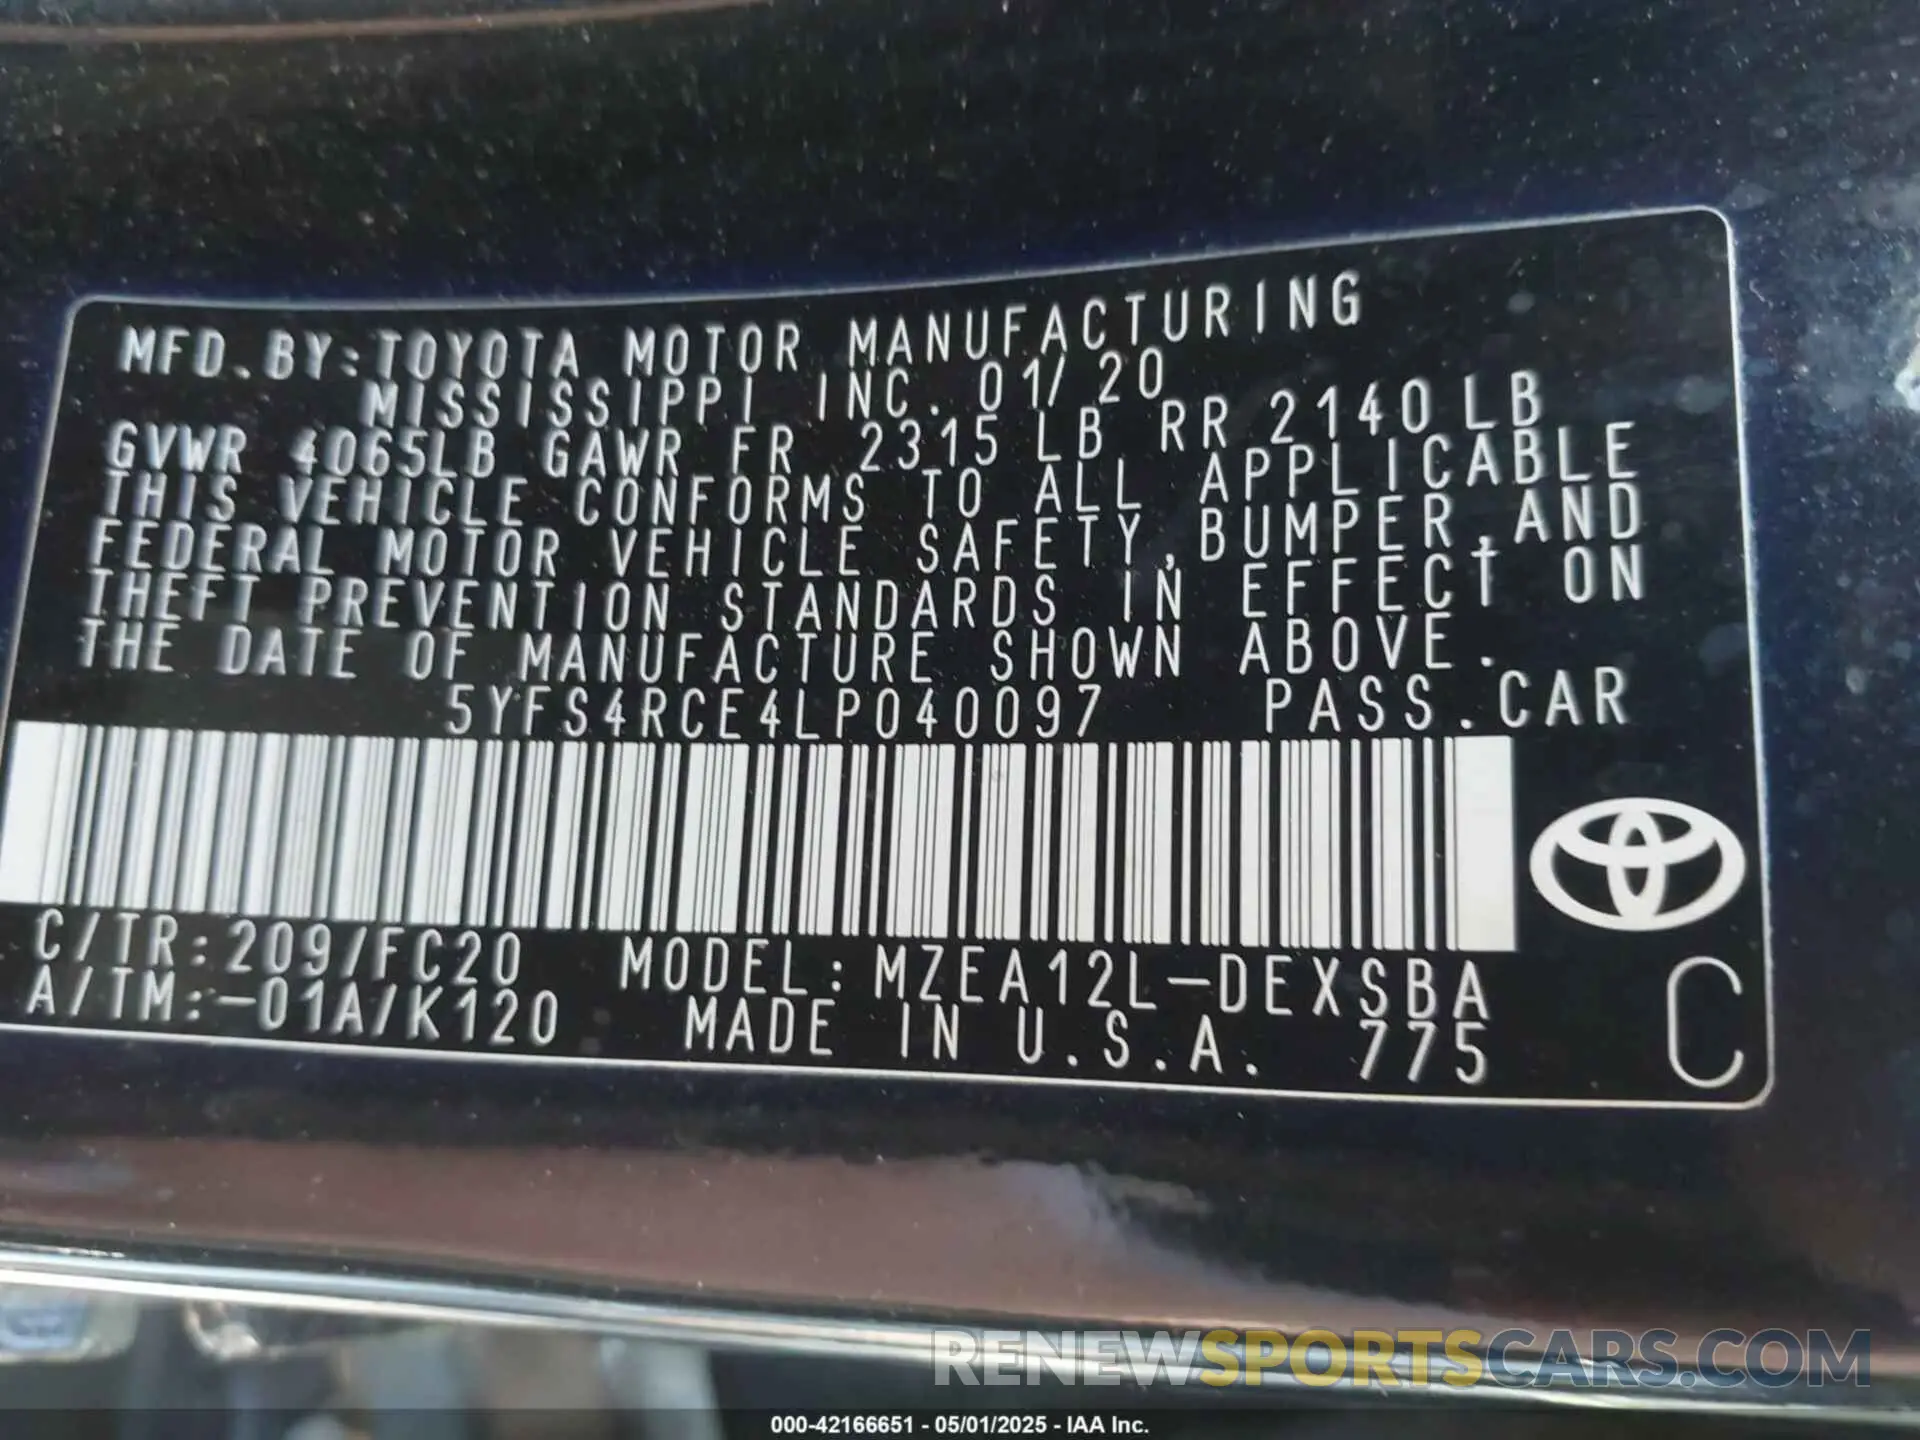 MFD. BY: TOYOTA MOTOR MANUFACTURING
MISSISSIPPI INC. 01/ 20
GVWR 4065LB GAWR FR 2315 LB RR 2140 LB
THIS VEHICLE CONFORMS TO ALL APPLICABLE
FEDERAL MOTOR VEHICLE SAFETY, BUMPER, AND
THEFT PREVENTION STANDARDS IN EFFECT ON
THE DATE OF MANUFACTURE SHOWN ABOVE.
5YFS4RCE4LP040097 PASS. CAR
C/TR: 209/FC20 MODEL: MZEA12L-DEXSBA
A/TM: -01A/K120 MADE IN U.S.A. 775 C
RENEWSPORTSCARS.COM
000-42166651 - 05/01/2025 - IAA Inc.